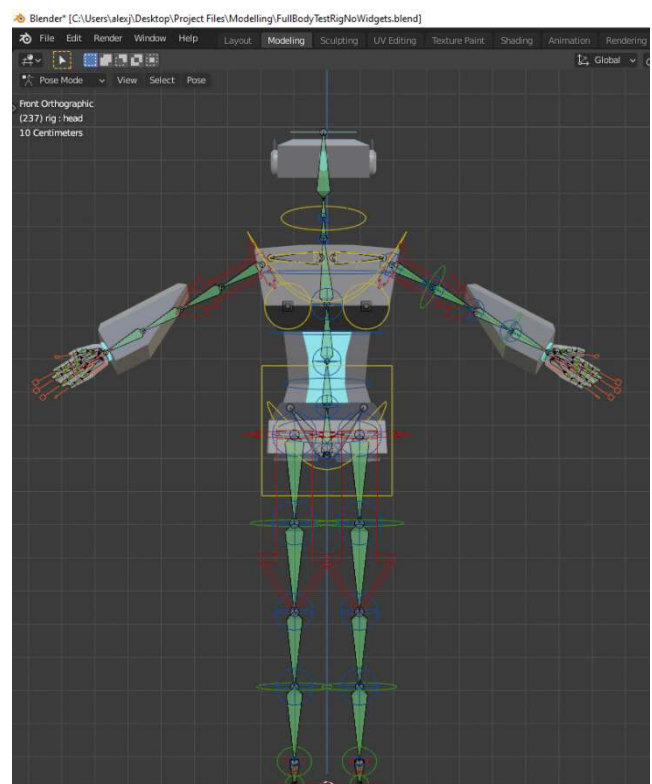 Blender* [C:\Users\alexj\Desktop\Project Files\Modelling\FullBodyTestRigNoWidgets.blend]
File Edit Render Window Help Layout Modeling Sculpting UV Editing Texture Paint Shading Animation Rendering
Global
Pose Mode View Select Pose
Front Orthographic
(237) rig : head
10 Centimeters